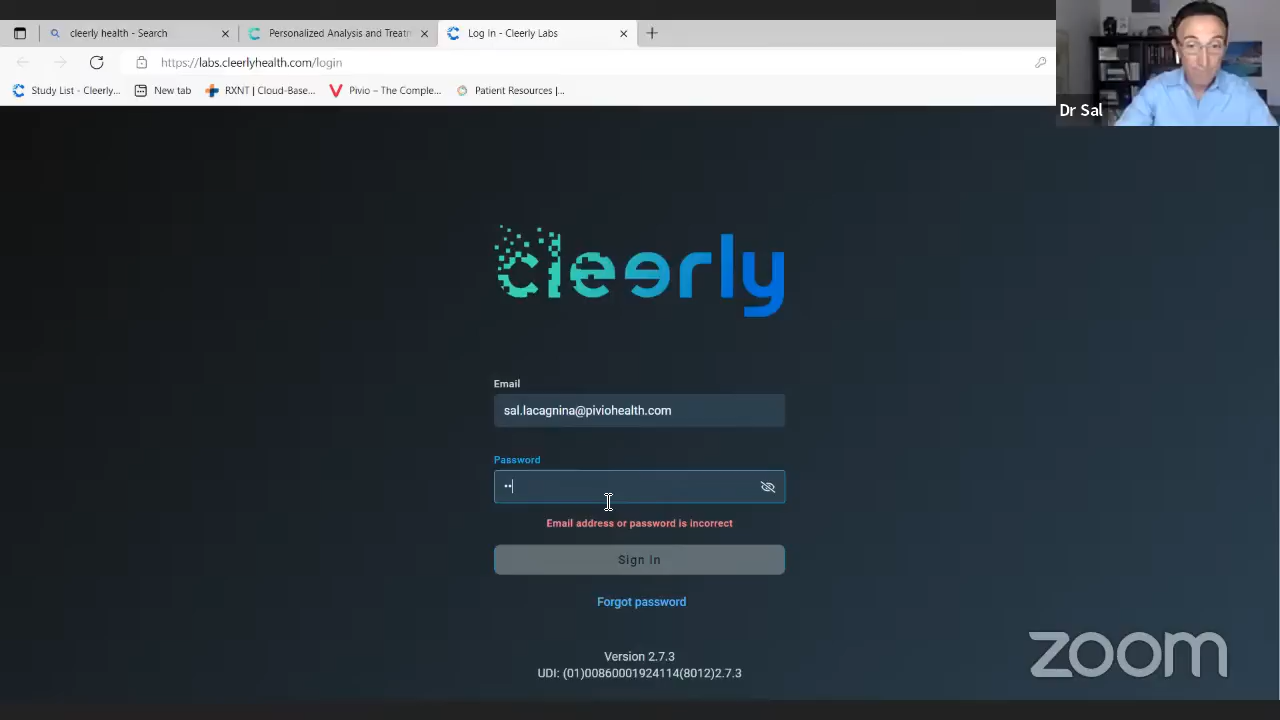 cleerly health - Search
Personalized Analysis and Treatm
Log In - Cleerly Labs
https://labs.cleerlyhealth.com/login
Study List - Cleerly...
New tab
RXNT | Cloud-Base...
Pivio – The Comple...
Patient Resources |...
Dr Sal
cleerly
Email
sal.lacagnina@piviohealth.com
Password
Email address or password is incorrect
Sign In
Forgot password
Version 2.7.3
UDI: (01)00860001924114(8012)2.7.3
zoom